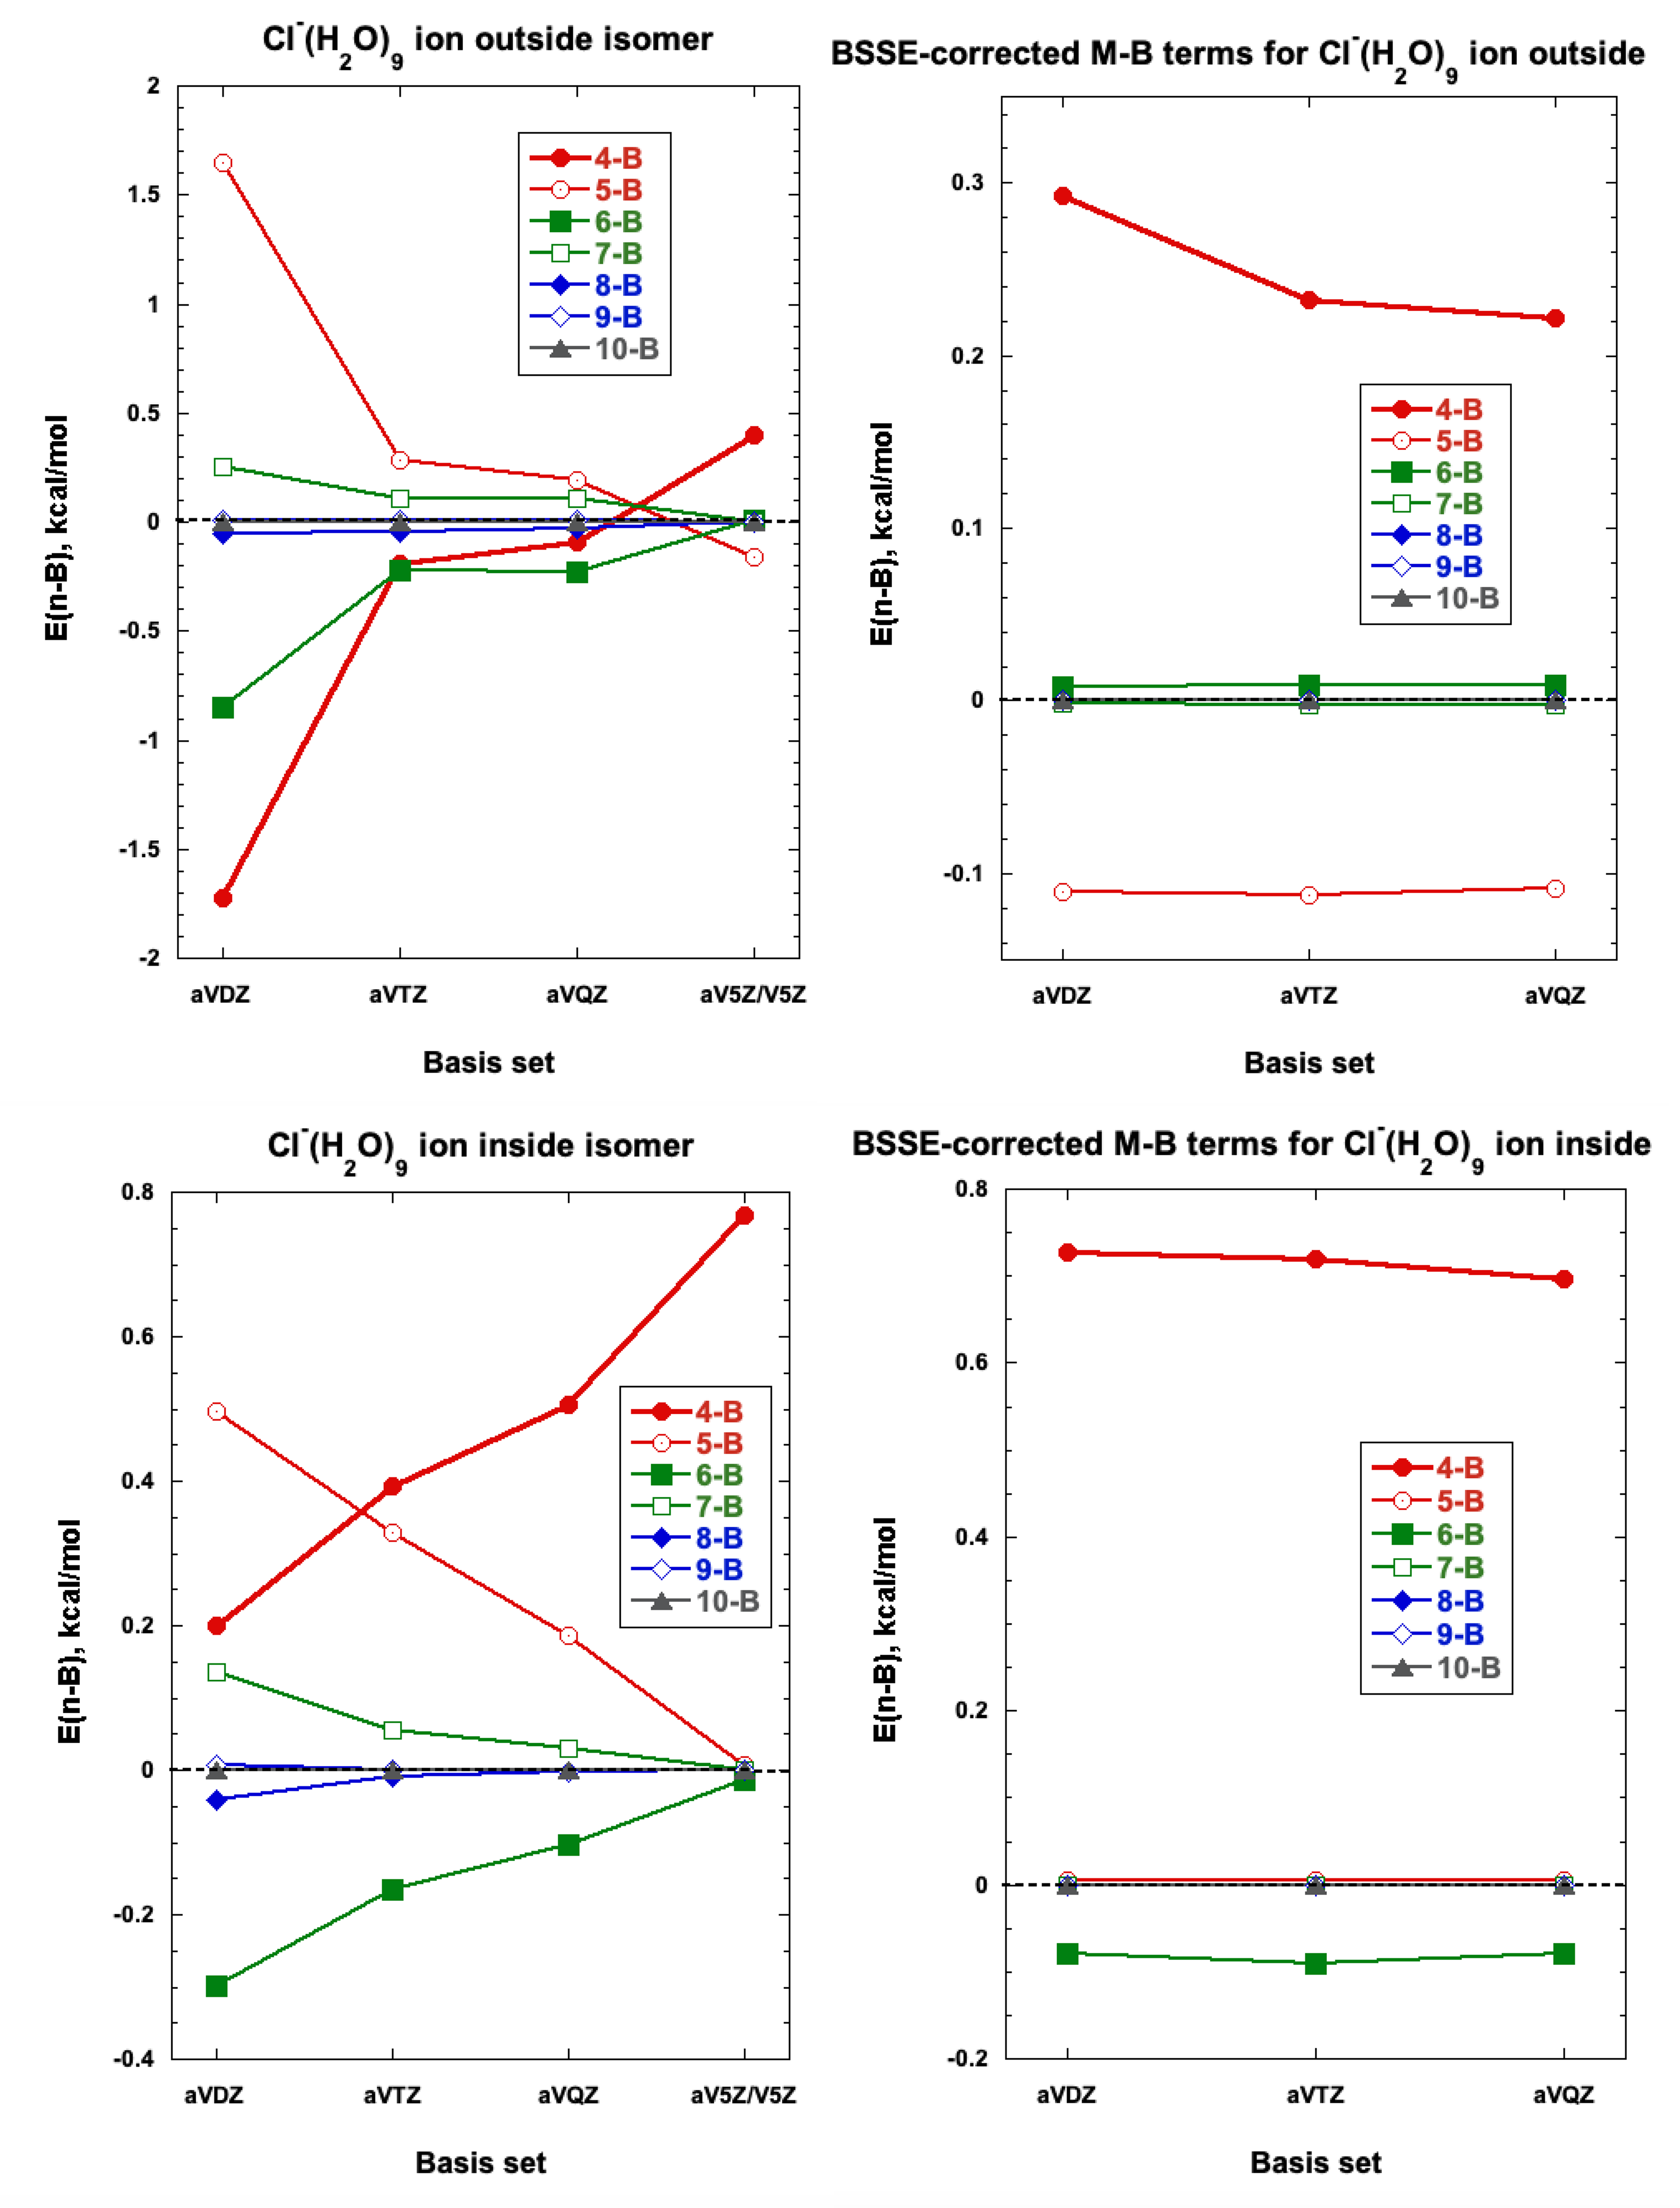 Cl⁻(H₂O)₉ ion outside isomer
2
1.5
1
0.5
0
-0.5
-1
-1.5
-2
E(n-B), kcal/mol
4-B
5-B
6-B
7-B
8-B
9-B
10-B
aVDZ aVTZ aVQZ aV5Z/V5Z
Basis set
BSSE-corrected M-B terms for Cl⁻(H₂O)₉ ion outside
0.3
0.2
0.1
0
-0.1
E(n-B), kcal/mol
4-B
5-B
6-B
7-B
8-B
9-B
10-B
aVDZ aVTZ aVQZ
Basis set
Cl⁻(H₂O)₉ ion inside isomer
0.8
0.6
0.4
0.2
0
-0.2
-0.4
E(n-B), kcal/mol
4-B
5-B
6-B
7-B
8-B
9-B
10-B
aVDZ aVTZ aVQZ aV5Z/V5Z
Basis set
BSSE-corrected M-B terms for Cl⁻(H₂O)₉ ion inside
0.8
0.6
0.4
0.2
0
-0.2
E(n-B), kcal/mol
4-B
5-B
6-B
7-B
8-B
9-B
10-B
aVDZ aVTZ aVQZ
Basis set